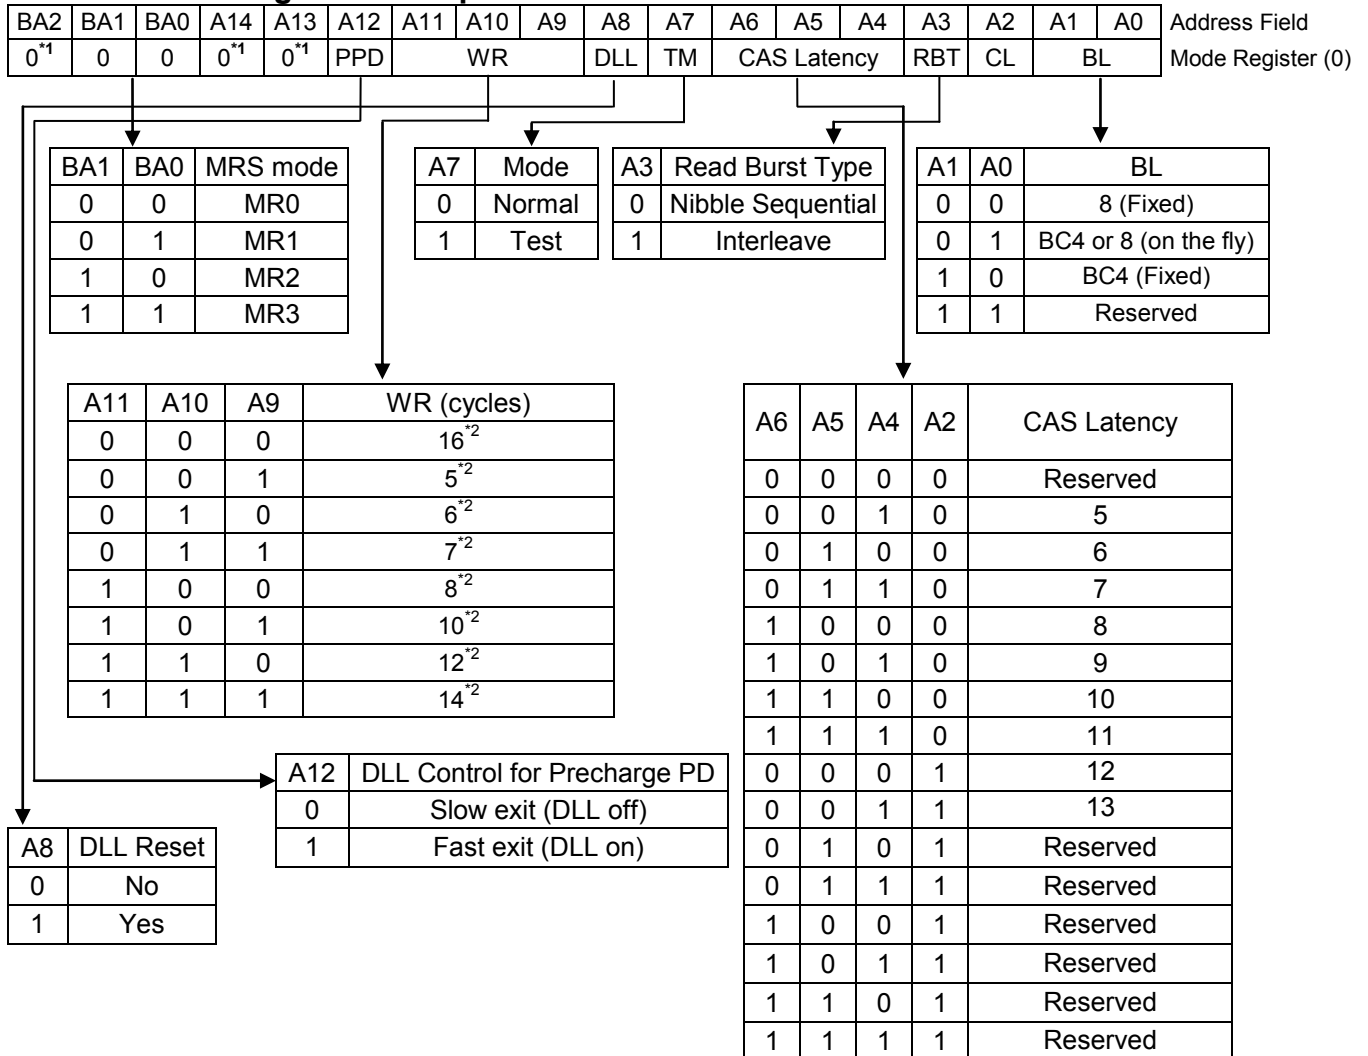 BA2 BA1 BA0 A14 A13 A12 A11 A10 A9 A8 A7 A6 A5 A4 A3 A2 A1 A0 Address Field
0*1 0 0 0*1 0*1 PPD WR DLL TM CAS Latency RBT CL BL Mode Register (0)
BA1 BA0 MRS mode
0 0 MR0
0 1 MR1
1 0 MR2
1 1 MR3
A7 Mode
0 Normal
1 Test
A3 Read Burst Type
0 Nibble Sequential
1 Interleave
A1 A0 BL
0 0 8 (Fixed)
0 1 BC4 or 8 (on the fly)
1 0 BC4 (Fixed)
1 1 Reserved
A11 A10 A9 WR (cycles)
0 0 0 16*2
0 0 1 5*2
0 1 0 6*2
0 1 1 7*2
1 0 0 8*2
1 0 1 10*2
1 1 0 12*2
1 1 1 14*2
A6 A5 A4 A2 CAS Latency
0 0 0 0 Reserved
0 0 1 0 5
0 1 0 0 6
0 1 1 0 7
1 0 0 0 8
1 0 1 0 9
1 1 0 0 10
1 1 1 0 11
0 0 0 1 12
0 0 1 1 13
0 1 0 1 Reserved
0 1 1 1 Reserved
1 0 0 1 Reserved
1 0 1 1 Reserved
1 1 0 1 Reserved
1 1 1 1 Reserved
A12 DLL Control for Precharge PD
0 Slow exit (DLL off)
1 Fast exit (DLL on)
A8 DLL Reset
0 No
1 Yes